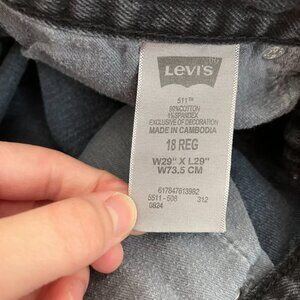 LEVI'S
511™
99%COTTON
1%SPANDEX
EXCLUSIVE OF DECORATION
MADE IN CAMBODIA
18 REG
W29" X L29"
W73.5 CM
617847613982
5511-508 312
0824